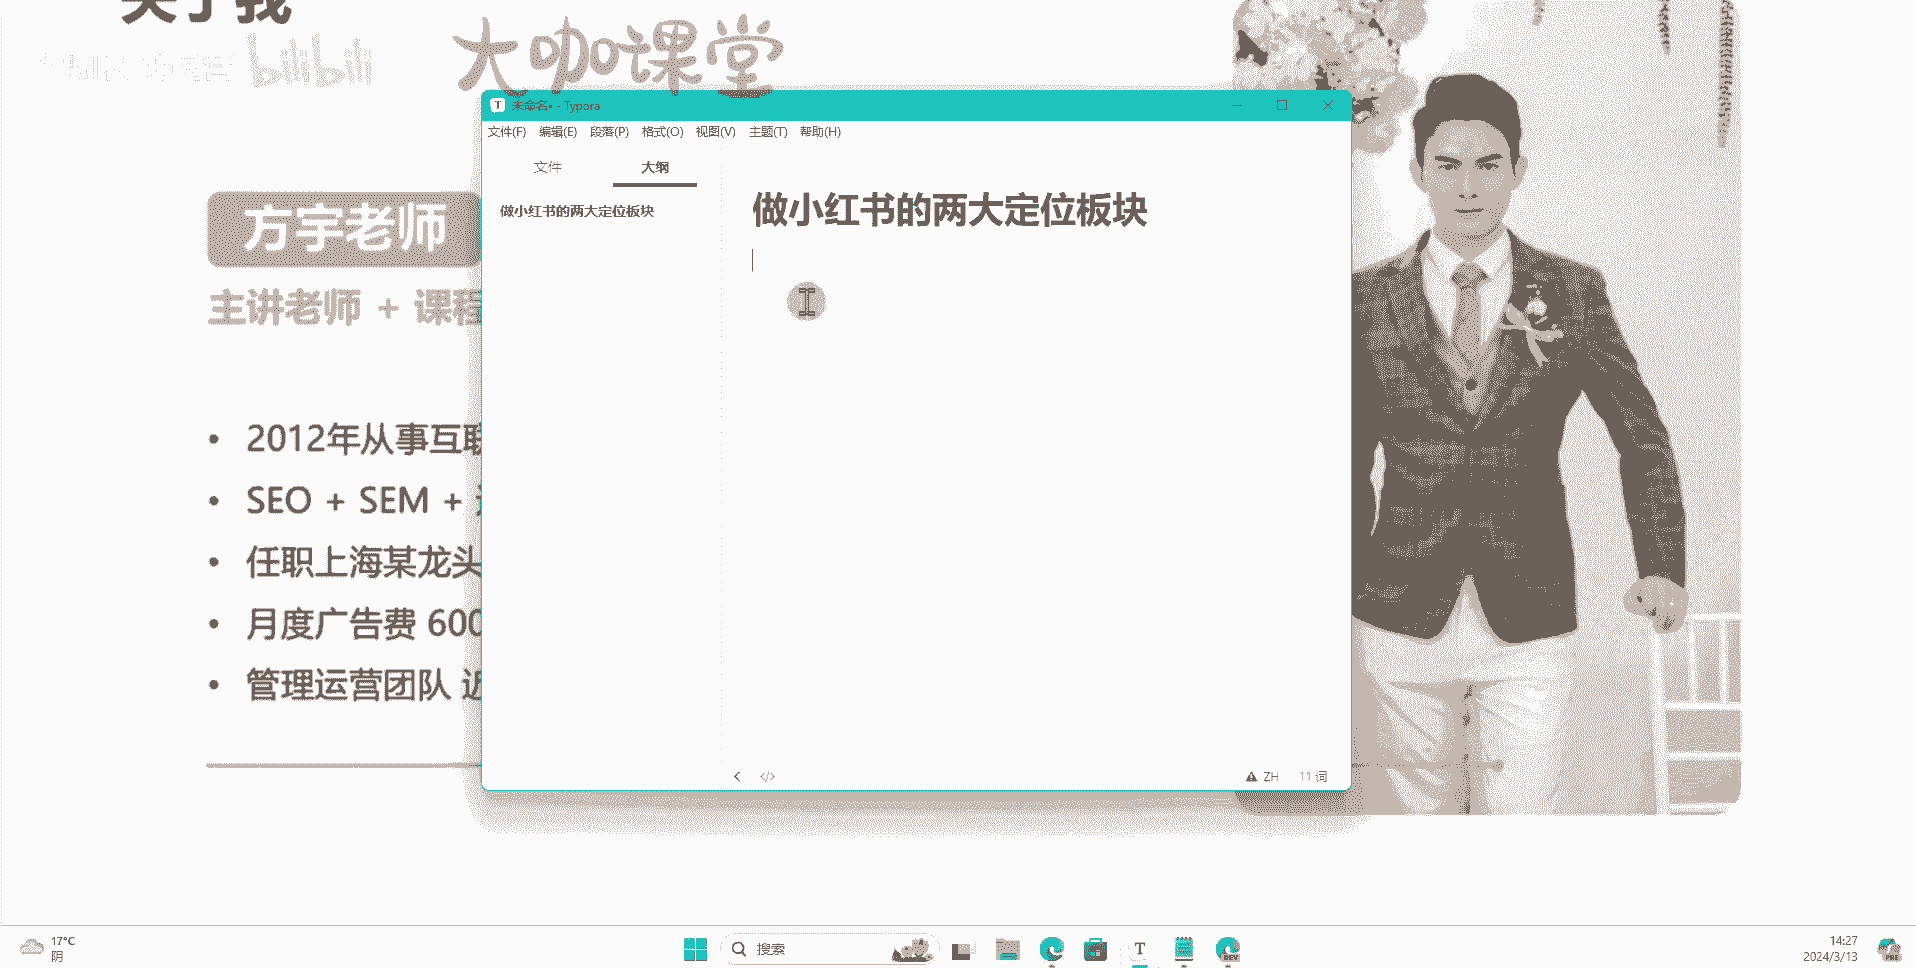 关于我
bilibili
大咖课堂
未命名• - Typora
文件(F) 编辑(E) 段落(P) 格式(O) 视图(V) 主题(T) 帮助(H)
文件 大纲
做小红书的两大定位板块
做小红书的两大定位板块
方宇老师
主讲老师 + 课程
2012年从事互联
SEO + SEM +
任职上海某龙头
月度广告费 600
管理运营团队 近
ZH 11 词
17°C
阴
搜索
T
DEV
14:27
2024/3/13
PRE